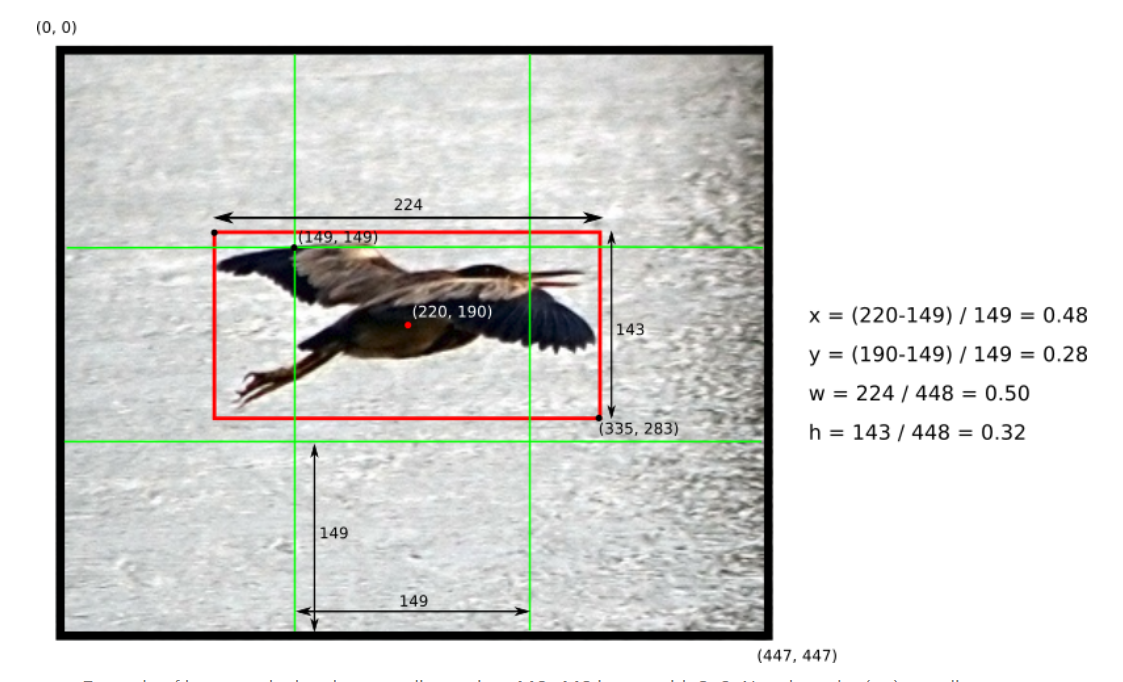 (0, 0)
224
(149, 149)
(220, 190)
143
(335, 283)
149
149
(447, 447)
x = (220-149) / 149 = 0.48
y = (190-149) / 149 = 0.28
w = 224 / 448 = 0.50
h = 143 / 448 = 0.32